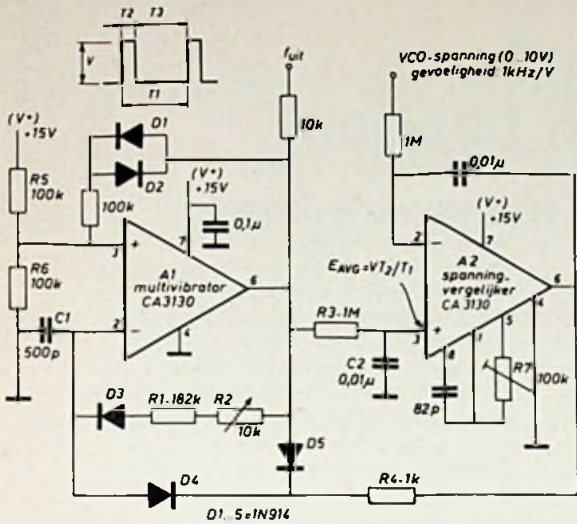 T2 T3
V
T1
fuit
VCO-spanning (0..10V)
gevoeligheid: 1kHz/V
(V+)
+15V
D1
D2
10k
1M
0,01µ
R5
100k
100k
(V+)
+15V
0,1µ
(V+)
+15V
R6
100k
3 +
7
A1
multivibrator
CA3130
6
2 −
4
C1
500p
EAVG=VT2/T1
2 −
7
A2
spanning-
vergelijker
CA 3130
6
4
3 +
8
1
5
R3-1M
C2
0,01µ
82p
R7
100k
D3
R1-182k
R2
10k
D5
D4
R4-1k
D1..5=1N914